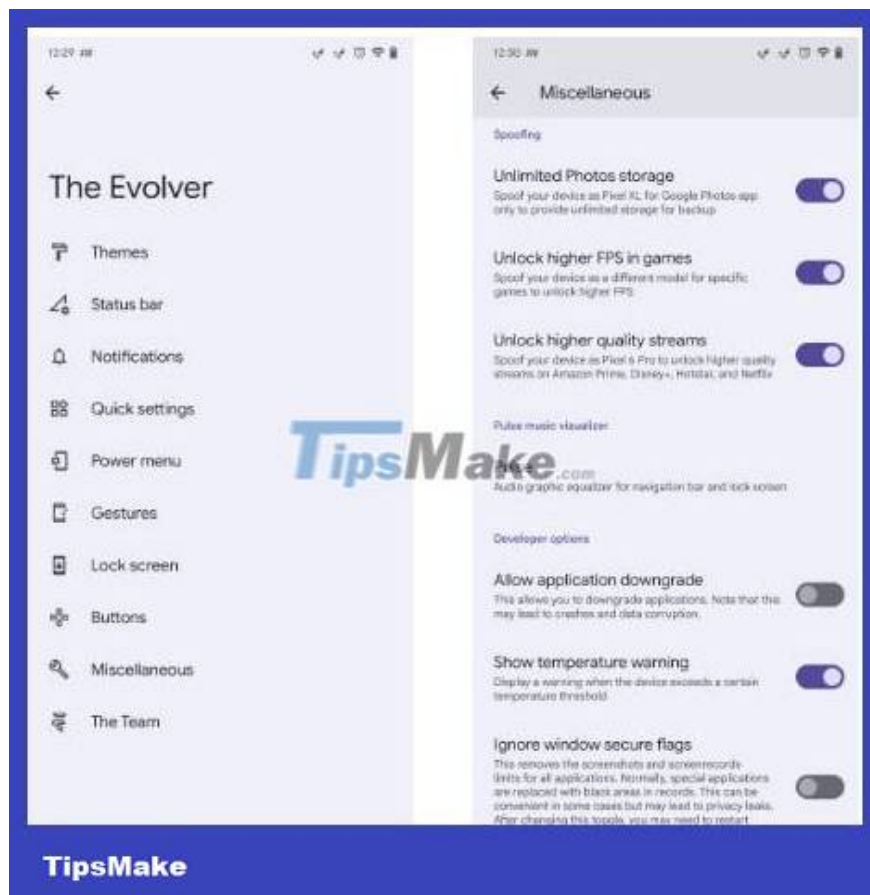 12:29 AM
The Evolver
Themes
Status bar
Notifications
Quick settings
Power menu
Gestures
Lock screen
Buttons
Miscellaneous
The Team
12:30 AM
Miscellaneous
Spoofing
Unlimited Photos storage
Spoof your device as Pixel XL for Google Photos app
only to provide unlimited storage for backup
Unlock higher FPS in games
Spoof your device as a different model for specific
games to unlock higher FPS
Unlock higher quality streams
Spoof your device as Pixel 6 Pro to unlock higher quality
streams on Amazon Prime, Disney+, Hotstar, and Netflix
Pulse music visualizer
Audio graphic equalizer for navigation bar and lock screen
Developer options
Allow application downgrade
This allows you to downgrade applications. Note that this
may lead to crashes and data corruption.
Show temperature warning
Display a warning when the device exceeds a certain
temperature threshold
Ignore window secure flags
This removes the screenshots and screenrecords
limits for all applications. Normally, special applications
are replaced with black areas in records. This can be
convenient in some cases but may lead to privacy leaks.
After changing this toggle, you may need to restart
TipsMake.com
TipsMake